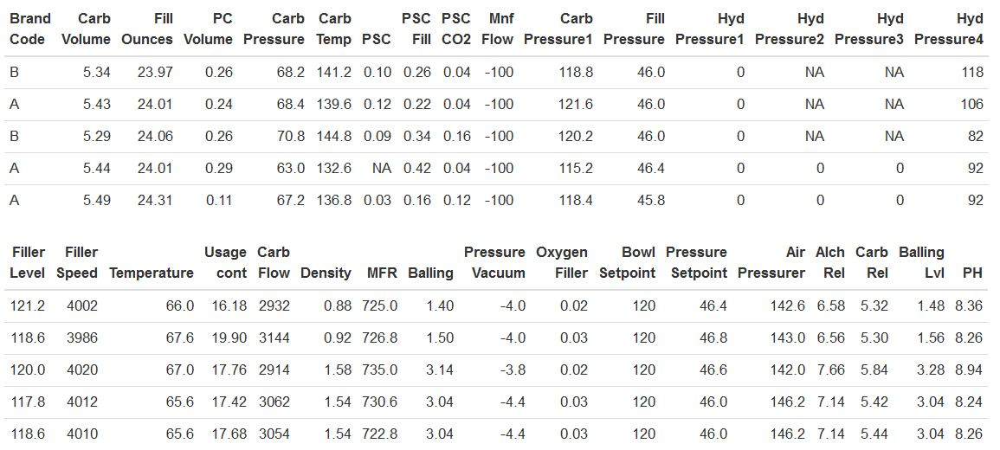 Brand Carb Fill PC Carb Carb PSC PSC Mnf Carb Fill Hyd Hyd Hyd Hyd
Code Volume Ounces Volume Pressure Temp PSC Fill CO2 Flow Pressure1 Pressure Pressure1 Pressure2 Pressure3 Pressure4
B 5.34 23.97 0.26 68.2 141.2 0.10 0.26 0.04 -100 118.8 46.0 0 NA NA 118
A 5.43 24.01 0.24 68.4 139.6 0.12 0.22 0.04 -100 121.6 46.0 0 NA NA 106
B 5.29 24.06 0.26 70.8 144.8 0.09 0.34 0.16 -100 120.2 46.0 0 NA NA 82
A 5.44 24.01 0.29 63.0 132.6 NA 0.42 0.04 -100 115.2 46.4 0 0 0 92
A 5.49 24.31 0.11 67.2 136.8 0.03 0.16 0.12 -100 118.4 45.8 0 0 0 92
Filler Filler Usage Carb Pressure Oxygen Bowl Pressure Air Alch Carb Balling
Level Speed Temperature cont Flow Density MFR Balling Vacuum Filler Setpoint Setpoint Pressurer Rel Rel Lvl PH
121.2 4002 66.0 16.18 2932 0.88 725.0 1.40 -4.0 0.02 120 46.4 142.6 6.58 5.32 1.48 8.36
118.6 3986 67.6 19.90 3144 0.92 726.8 1.50 -4.0 0.03 120 46.8 143.0 6.56 5.30 1.56 8.26
120.0 4020 67.0 17.76 2914 1.58 735.0 3.14 -3.8 0.02 120 46.6 142.0 7.66 5.84 3.28 8.94
117.8 4012 65.6 17.42 3062 1.54 730.6 3.04 -4.4 0.03 120 46.0 146.2 7.14 5.42 3.04 8.24
118.6 4010 65.6 17.68 3054 1.54 722.8 3.04 -4.4 0.03 120 46.0 146.2 7.14 5.44 3.04 8.26